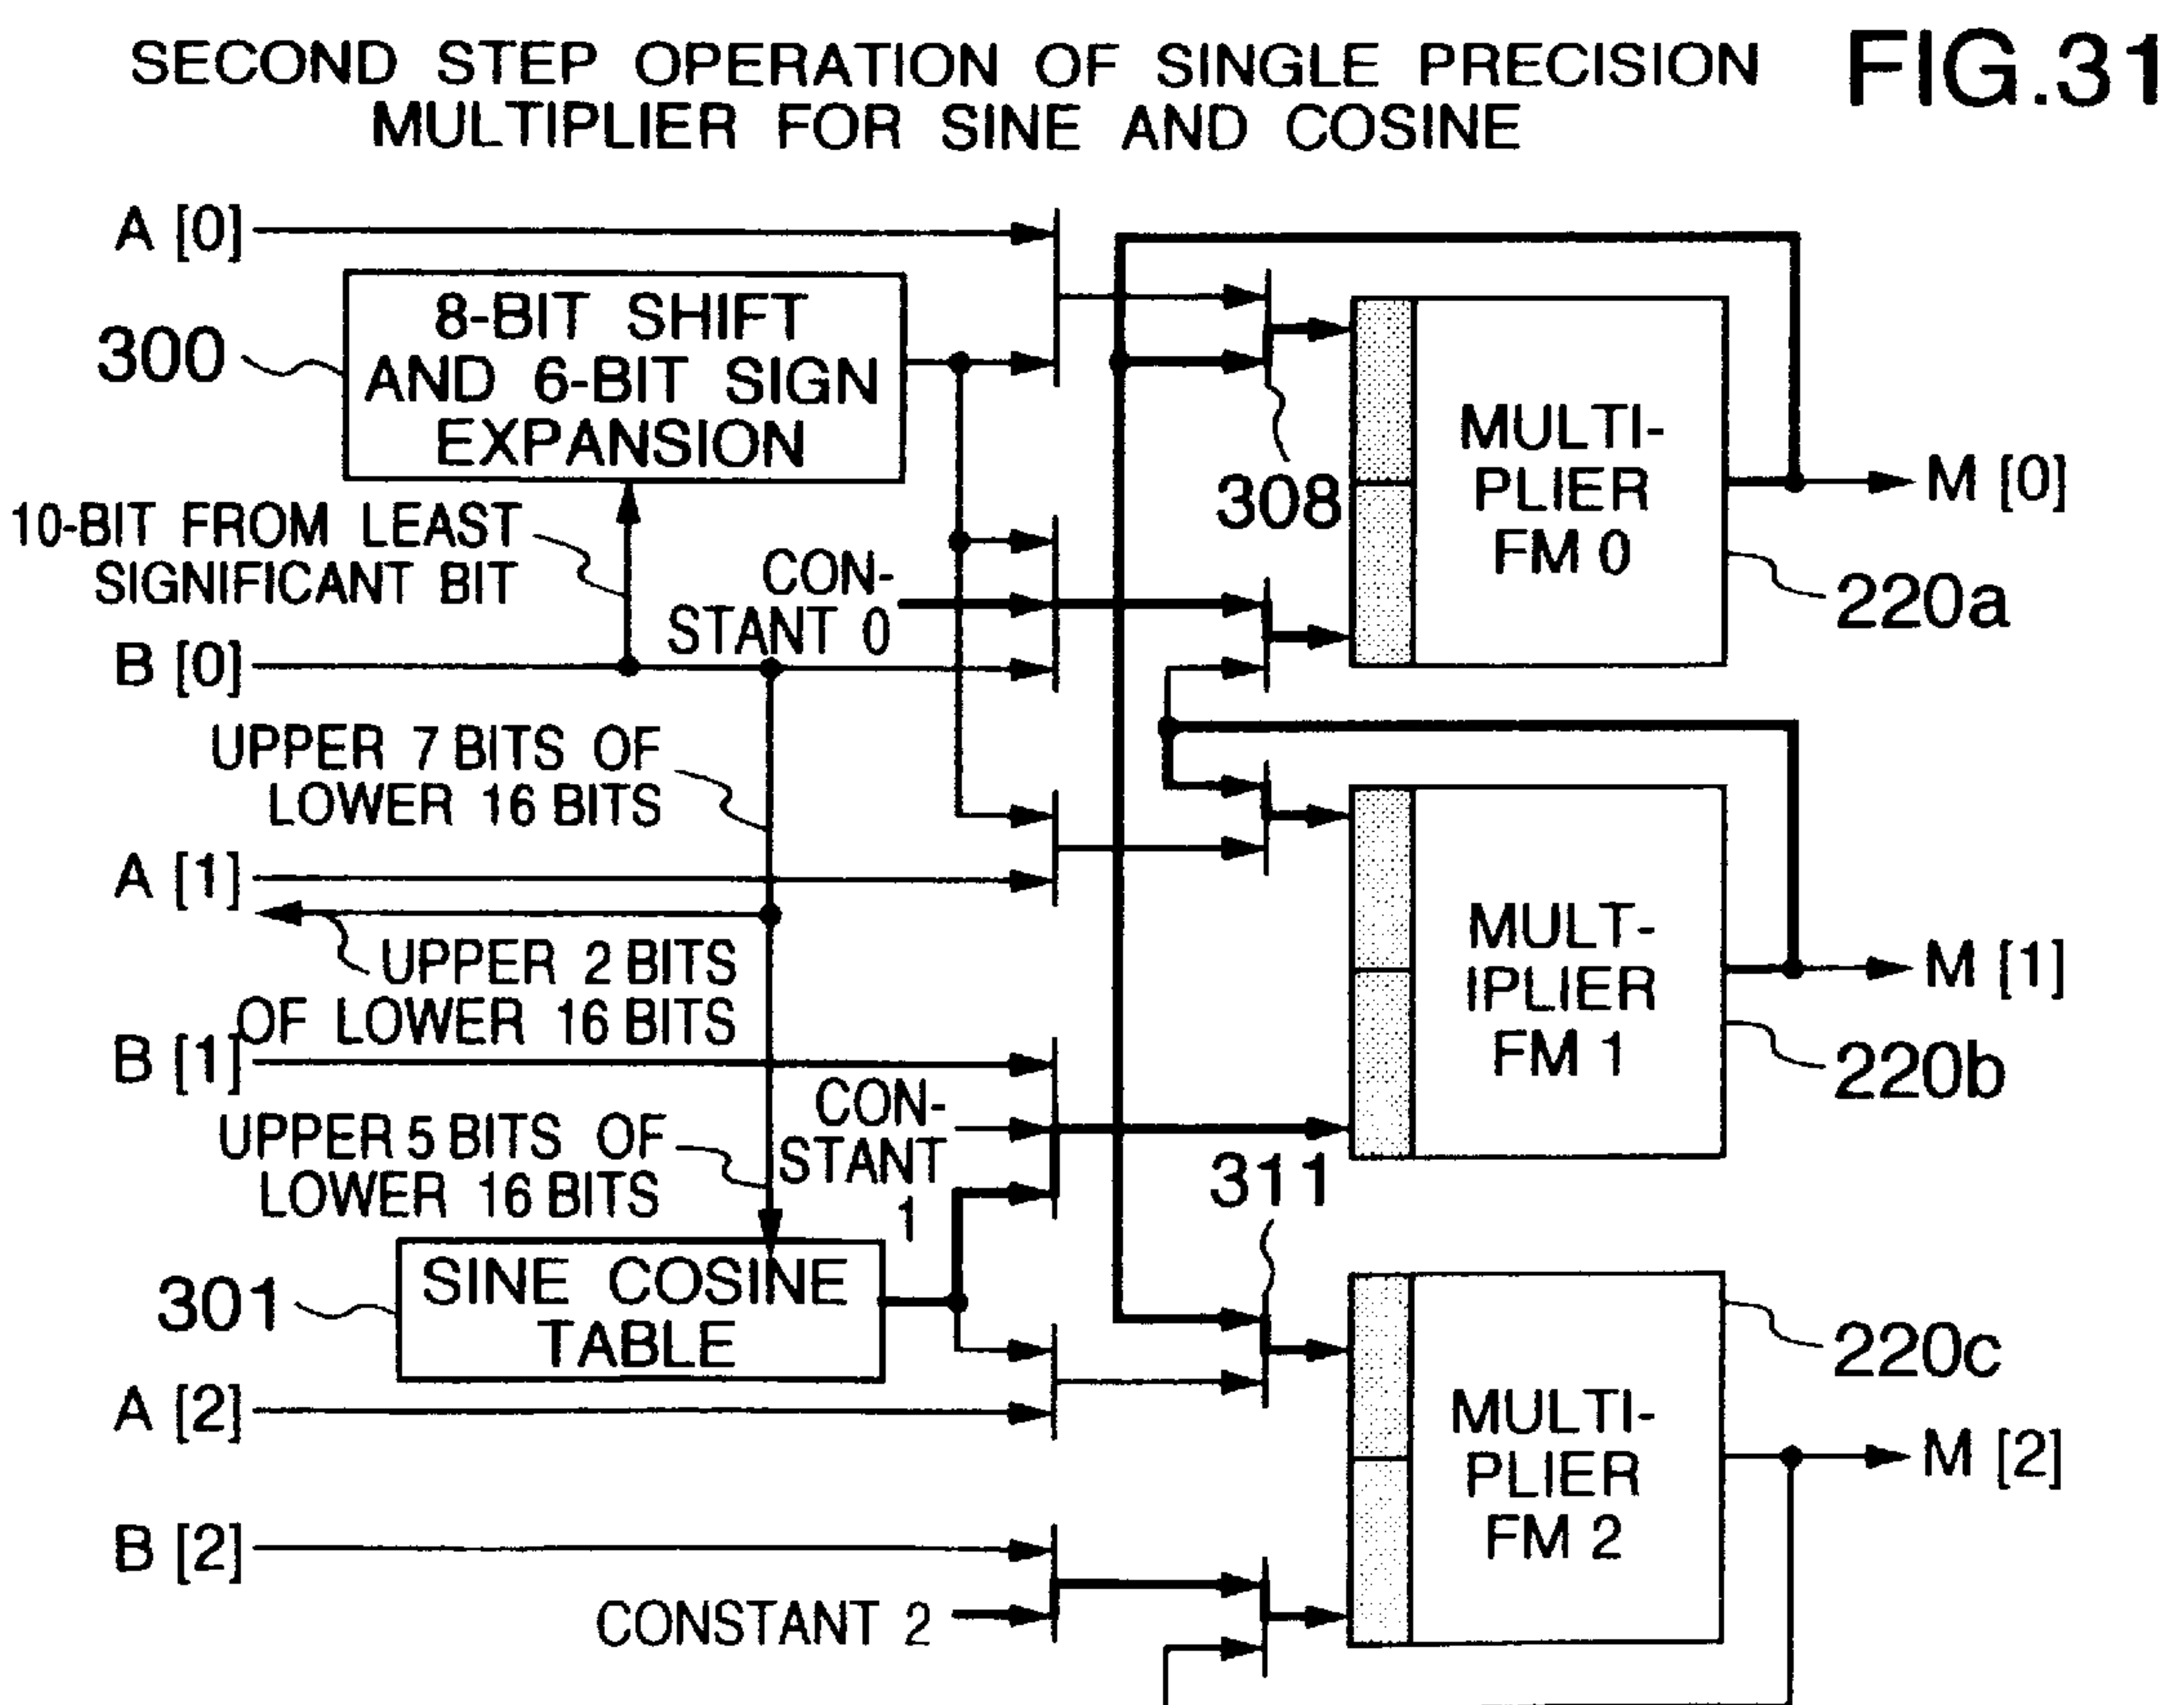 SECOND STEP OPERATION OF SINGLE PRECISION
MULTIPLIER FOR SINE AND COSINE
FIG.31
A [0]
300
8-BIT SHIFT
AND 6-BIT SIGN
EXPANSION
308
MULTI-
PLIER
FM 0
M [0]
220a
10-BIT FROM LEAST
SIGNIFICANT BIT
CON-
STANT 0
B [0]
UPPER 7 BITS OF
LOWER 16 BITS
A [1]
UPPER 2 BITS
OF LOWER 16 BITS
MULT-
IPLIER
FM 1
M [1]
220b
B [1]
CON-
STANT
1
UPPER 5 BITS OF
LOWER 16 BITS
311
301
SINE COSINE
TABLE
220c
A [2]
MULTI-
PLIER
FM 2
M [2]
B [2]
CONSTANT 2